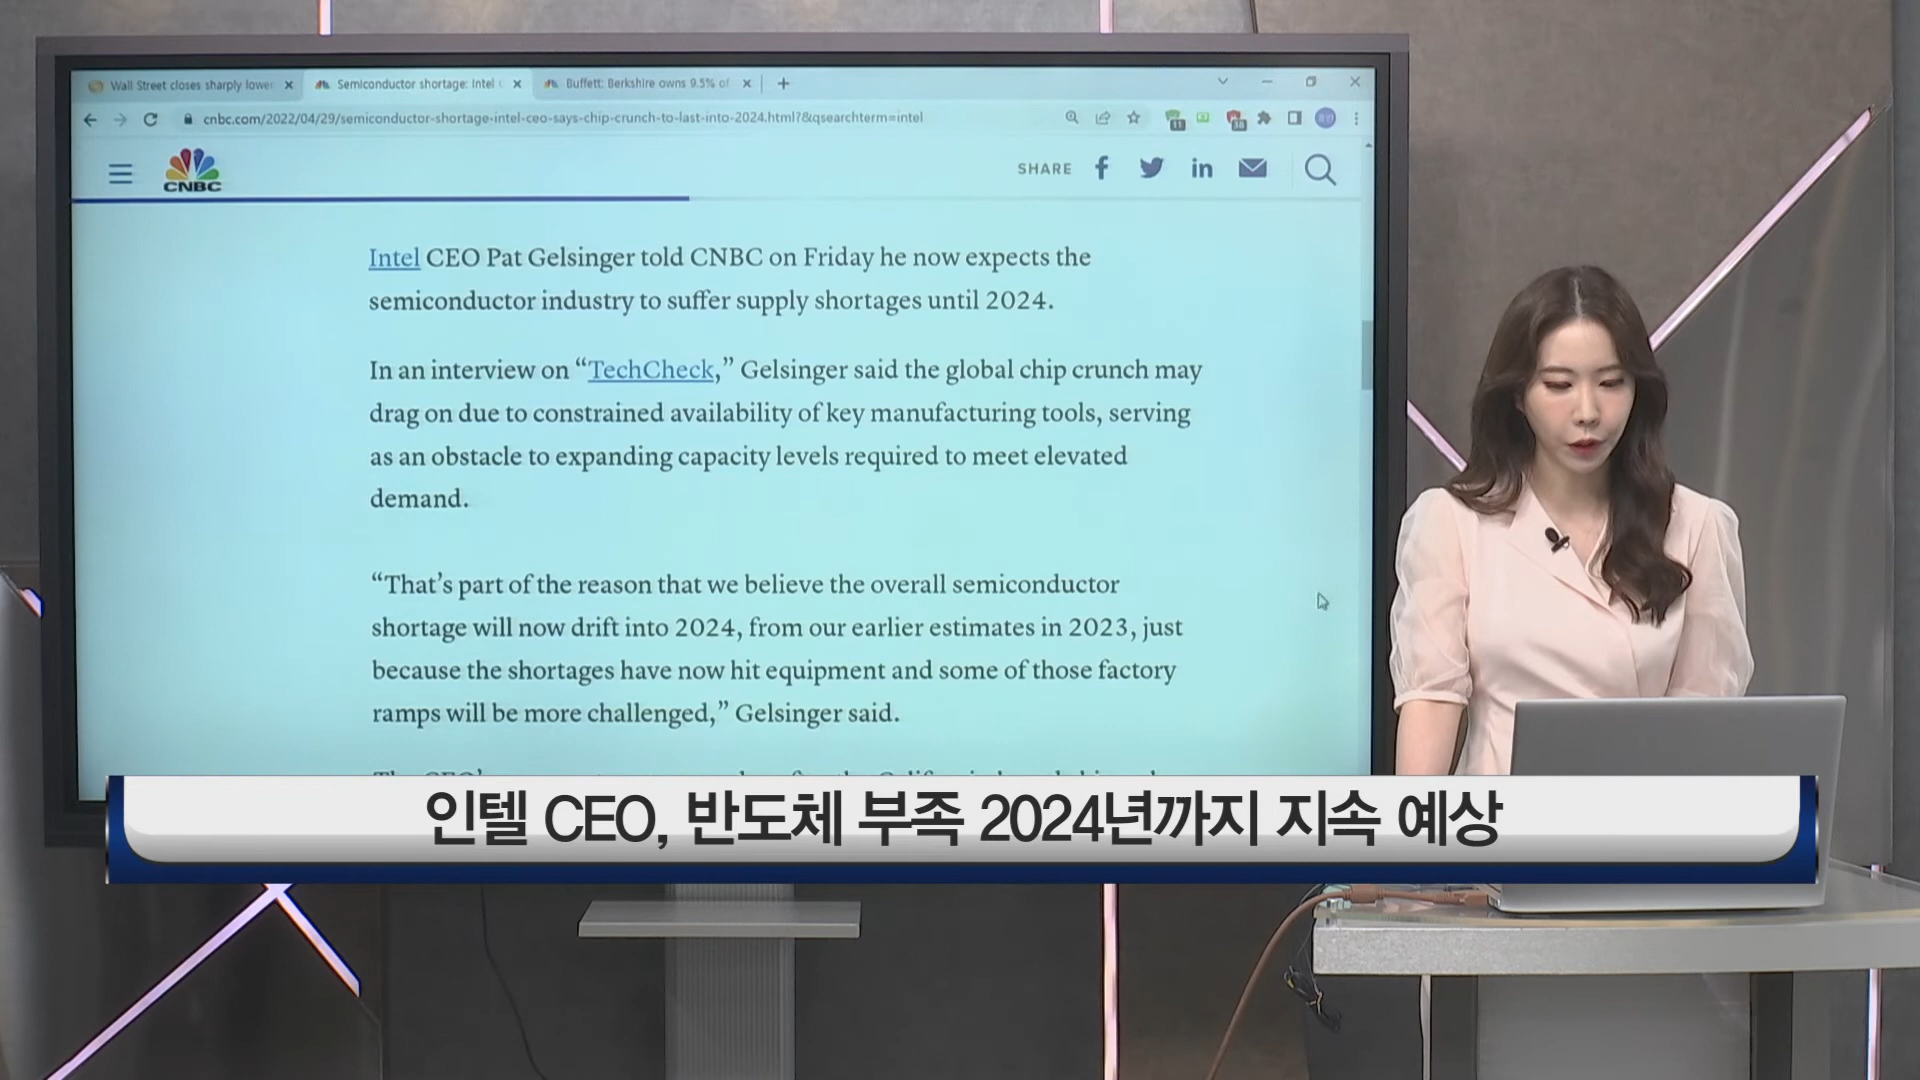 Wall Street closes sharply lower
Semiconductor shortage: Intel
Buffett: Berkshire owns 9.5% of
cnbc.com/2022/04/29/semiconductor-shortage-intel-ceo-says-chip-crunch-to-last-into-2024.html?&qsearchterm=intel
CNBC
SHARE
Intel CEO Pat Gelsinger told CNBC on Friday he now expects the
semiconductor industry to suffer supply shortages until 2024.
In an interview on “TechCheck,” Gelsinger said the global chip crunch may
drag on due to constrained availability of key manufacturing tools, serving
as an obstacle to expanding capacity levels required to meet elevated
demand.
“That’s part of the reason that we believe the overall semiconductor
shortage will now drift into 2024, from our earlier estimates in 2023, just
because the shortages have now hit equipment and some of those factory
ramps will be more challenged,” Gelsinger said.
인텔 CEO, 반도체 부족 2024년까지 지속 예상